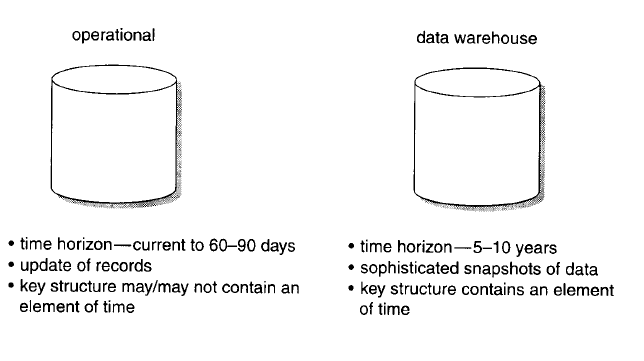 operational
data warehouse
• time horizon—current to 60–90 days
• update of records
• key structure may/may not contain an
element of time
• time horizon—5–10 years
• sophisticated snapshots of data
• key structure contains an element
of time